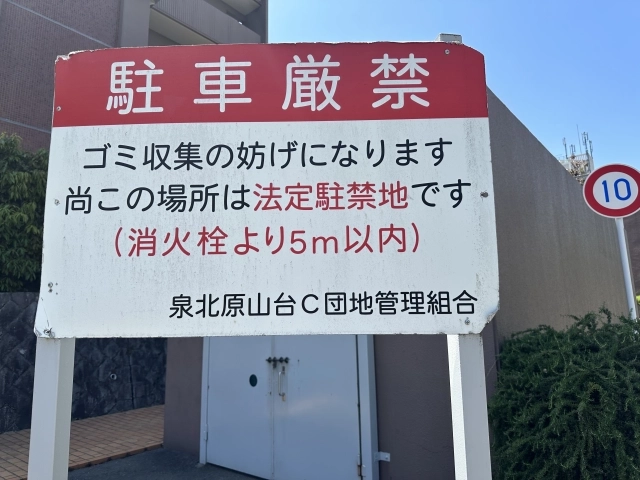 駐車厳禁
ゴミ収集の妨げになります
尚この場所は法定駐禁地です
(消火栓より5m以内)
泉北原山台C団地管理組合
10